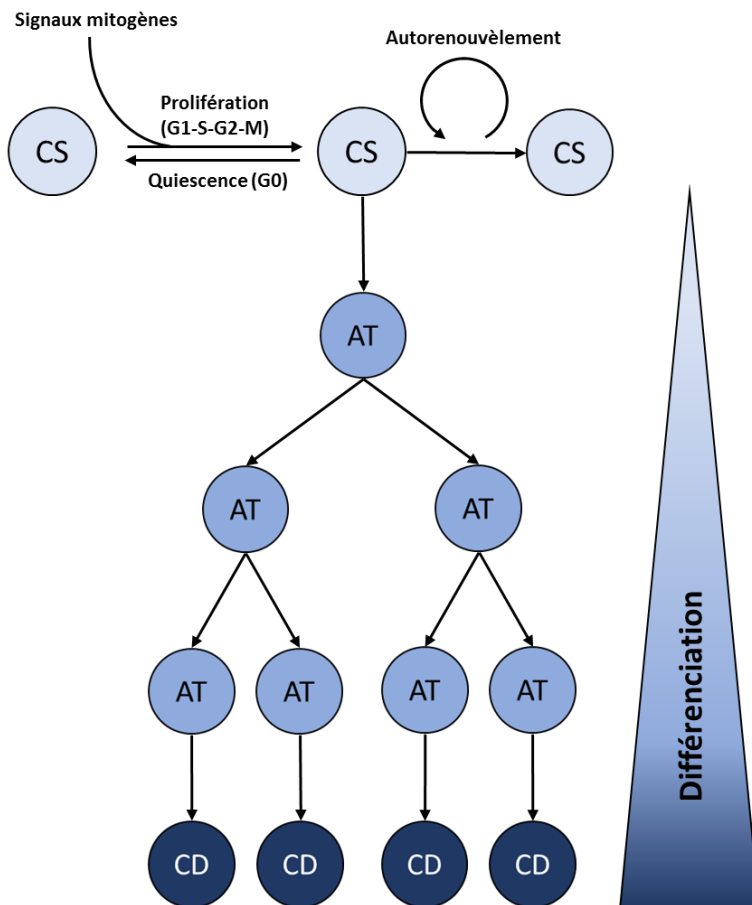 Signaux mitogènes
Autorenouvèlement
Prolifération
(G1-S-G2-M)
CS
CS
CS
Quiescence (G0)
AT
AT
AT
AT
AT
AT
AT
Différenciation
CD
CD
CD
CD